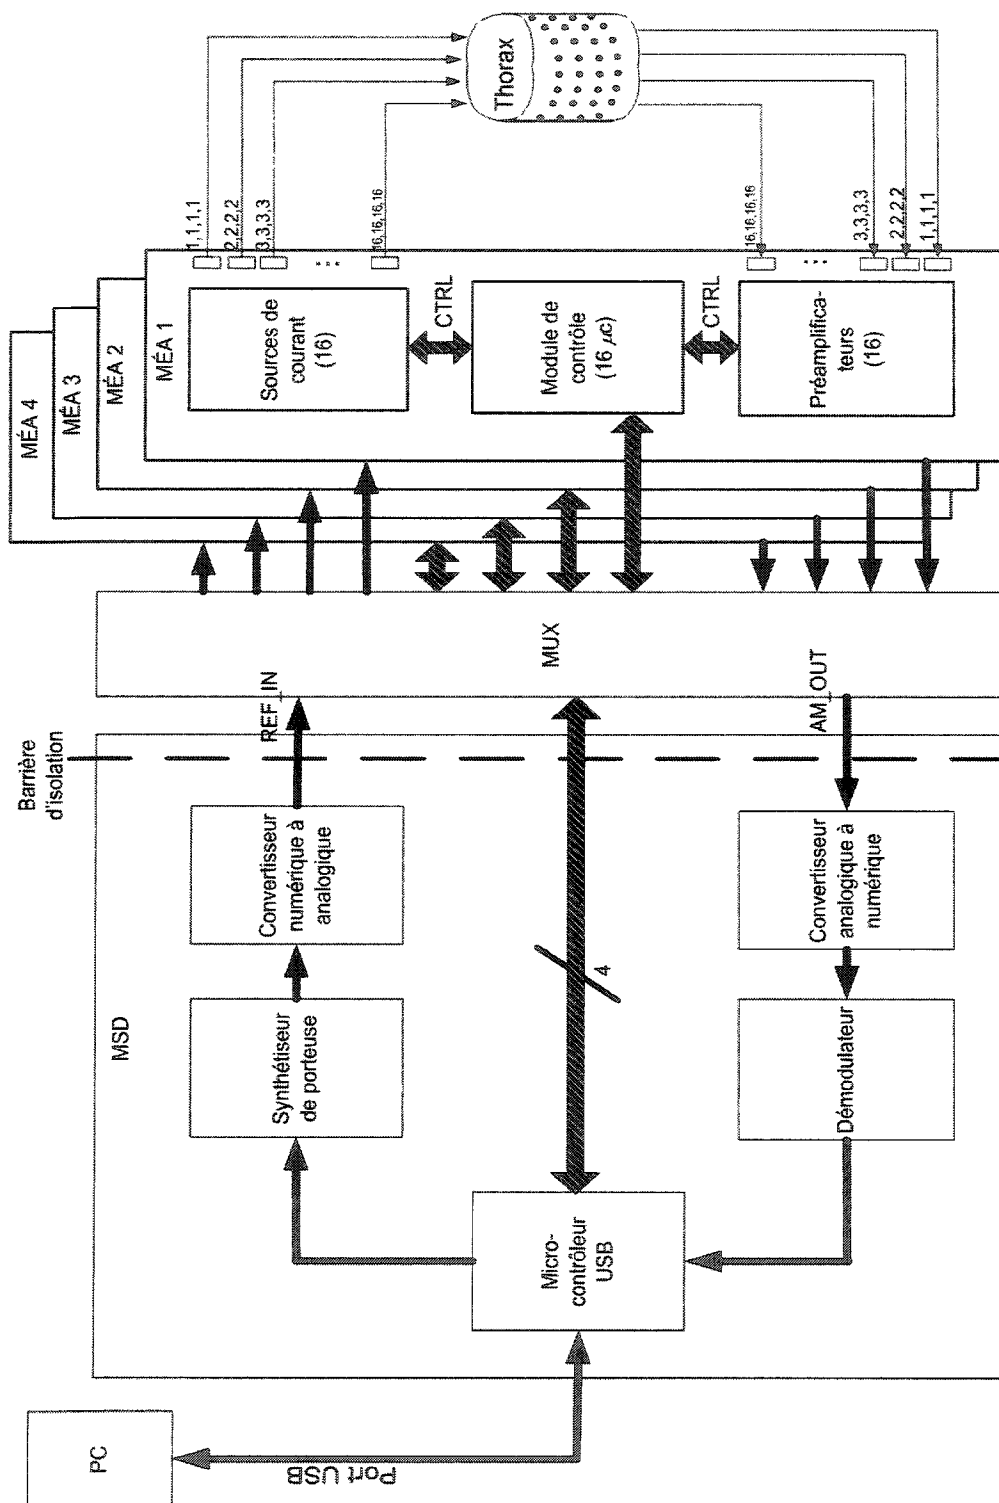 PC
Port USB
MSD
Micro-
contrôleur
USB
Synthétiseur
de porteuse
Convertisseur
numérique à
analogique
Démodulateur
Convertisseur
analogique à
numérique
4
Barrière
d'isolation
REF_IN
AM_OUT
MUX
MÉA 4
MÉA 3
MÉA 2
MÉA 1
Sources de
courant
(16)
CTRL
Module de
contrôle
(16 µc)
CTRL
Préamplifica-
teurs
(16)
1,1,1,1
2,2,2,2
3,3,3,3
...
16,16,16,16
16,16,16,16
...
3,3,3,3
2,2,2,2
1,1,1,1
Thorax